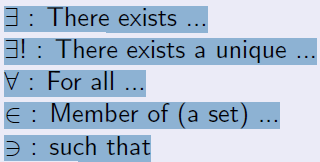 ∃ : There exists ...
∃! : There exists a unique ...
∀ : For all ...
∈ : Member of (a set) ...
∋ : such that